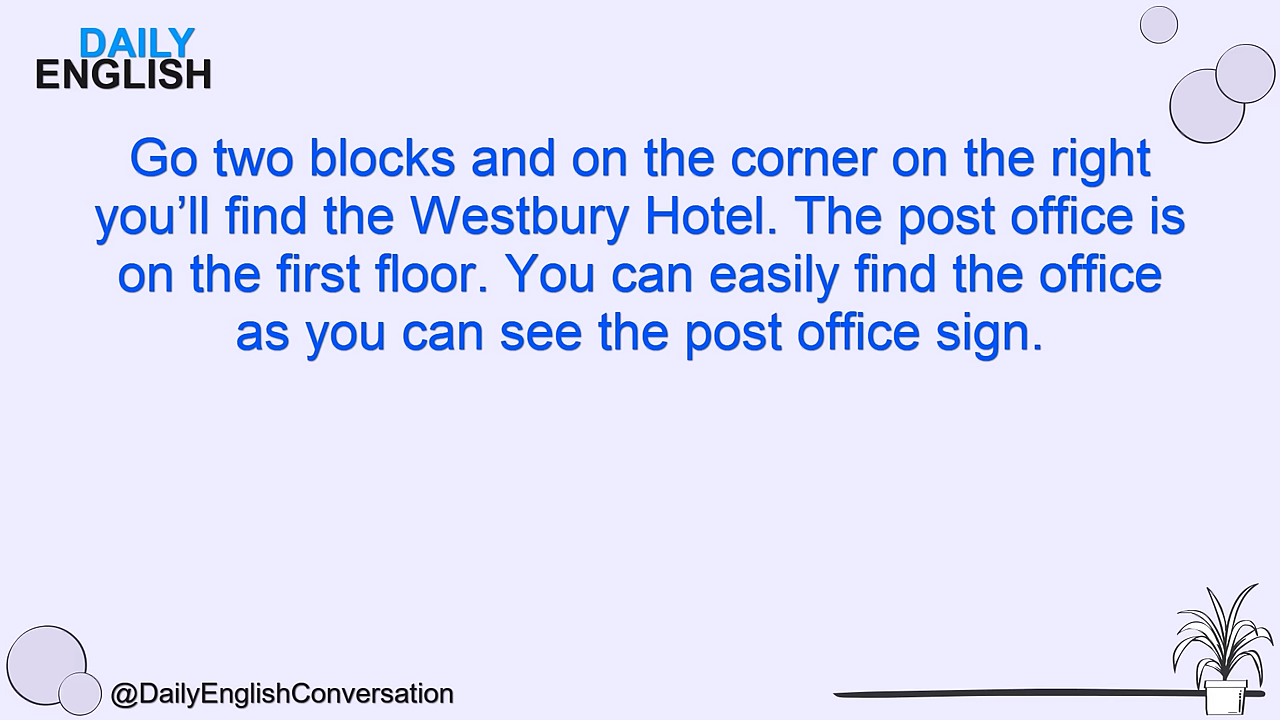 DAILY
ENGLISH
Go two blocks and on the corner on the right
you’ll find the Westbury Hotel. The post office is
on the first floor. You can easily find the office
as you can see the post office sign.
@DailyEnglishConversation